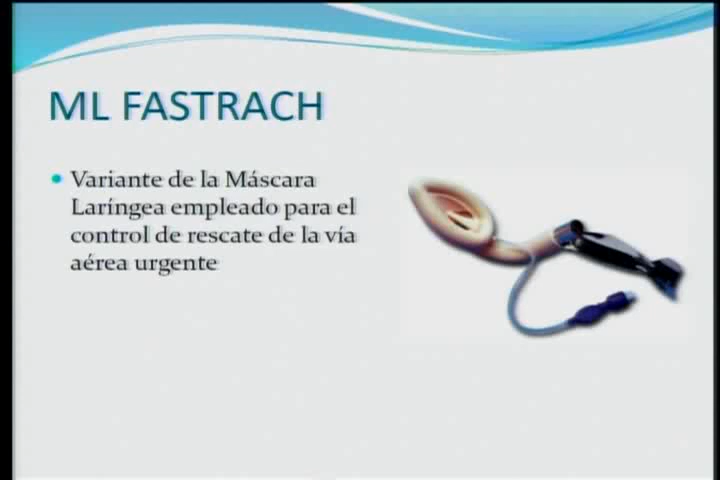 ML FASTRACH
Variante de la Máscara
Laríngea empleado para el
control de rescate de la vía
aérea urgente